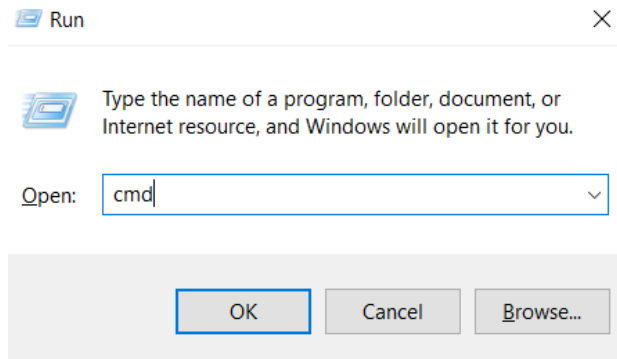 Run
Type the name of a program, folder, document, or
Internet resource, and Windows will open it for you.
Open: cmd
OK Cancel Browse...